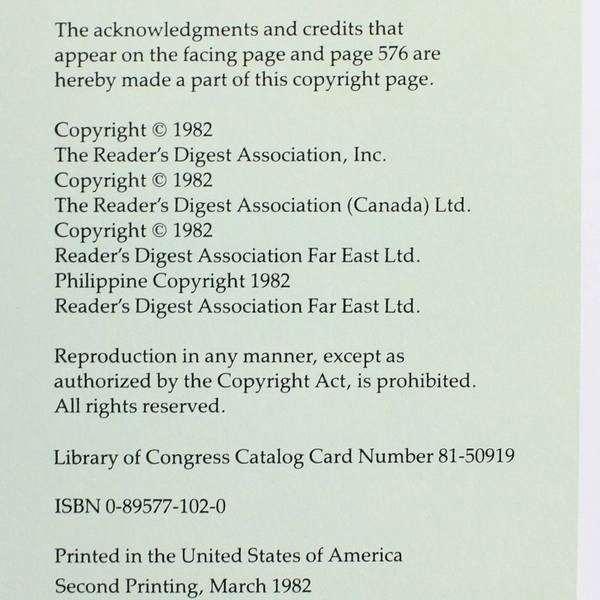 The acknowledgments and credits that
appear on the facing page and page 576 are
hereby made a part of this copyright page.
Copyright © 1982
The Reader's Digest Association, Inc.
Copyright © 1982
The Reader's Digest Association (Canada) Ltd.
Copyright © 1982
Reader's Digest Association Far East Ltd.
Philippine Copyright 1982
Reader's Digest Association Far East Ltd.
Reproduction in any manner, except as
authorized by the Copyright Act, is prohibited.
All rights reserved.
Library of Congress Catalog Card Number 81-50919
ISBN 0-89577-102-0
Printed in the United States of America
Second Printing, March 1982